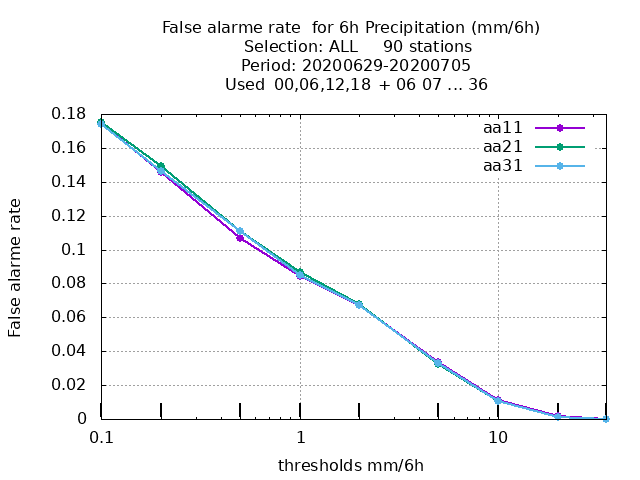 False alarme rate  for 6h Precipitation (mm/6h)
Selection: ALL     90 stations
Period: 20200629-20200705
Used  00,06,12,18  + 06 07 ... 36
aa11
aa21
aa31
0.18
0.16
0.14
0.12
0.1
0.08
0.06
0.04
0.02
0
False alarme rate
0.1
1
10
thresholds mm/6h